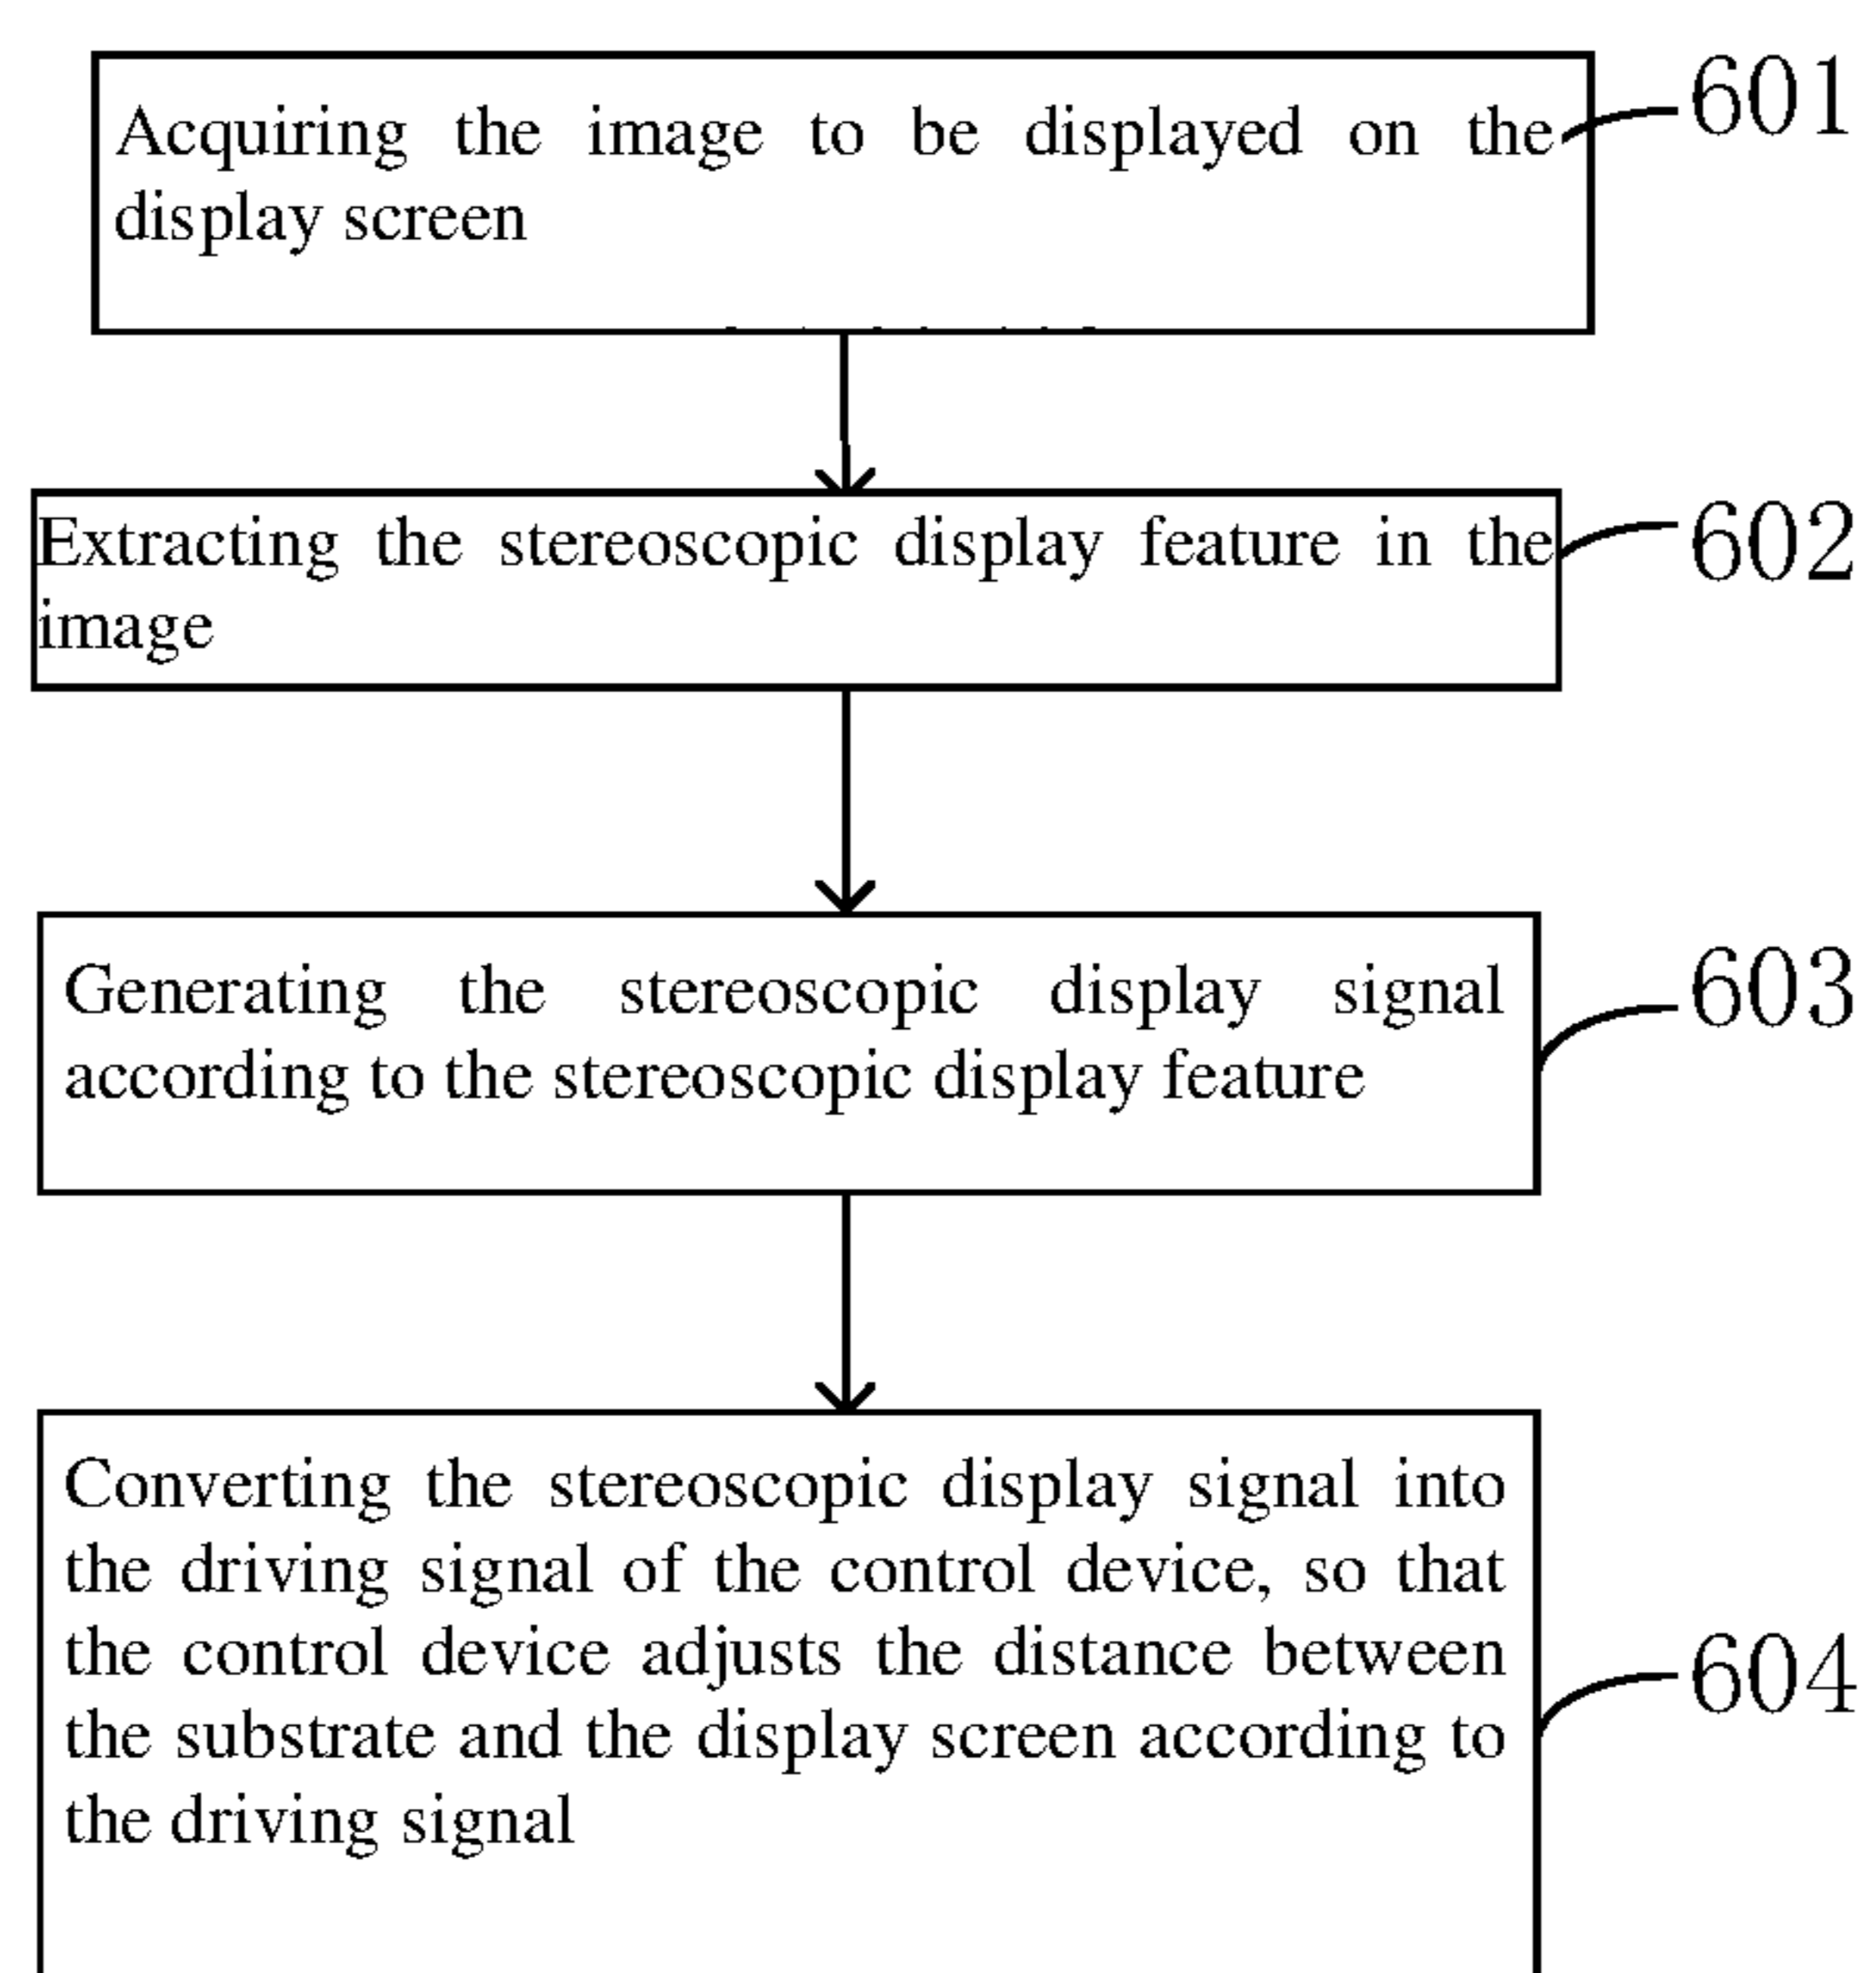 Acquiring the image to be displayed on the
display screen
601
Extracting the stereoscopic display feature in the
image
602
Generating the stereoscopic display signal
according to the stereoscopic display feature
603
Converting the stereoscopic display signal into
the driving signal of the control device, so that
the control device adjusts the distance between
the substrate and the display screen according to
the driving signal
604